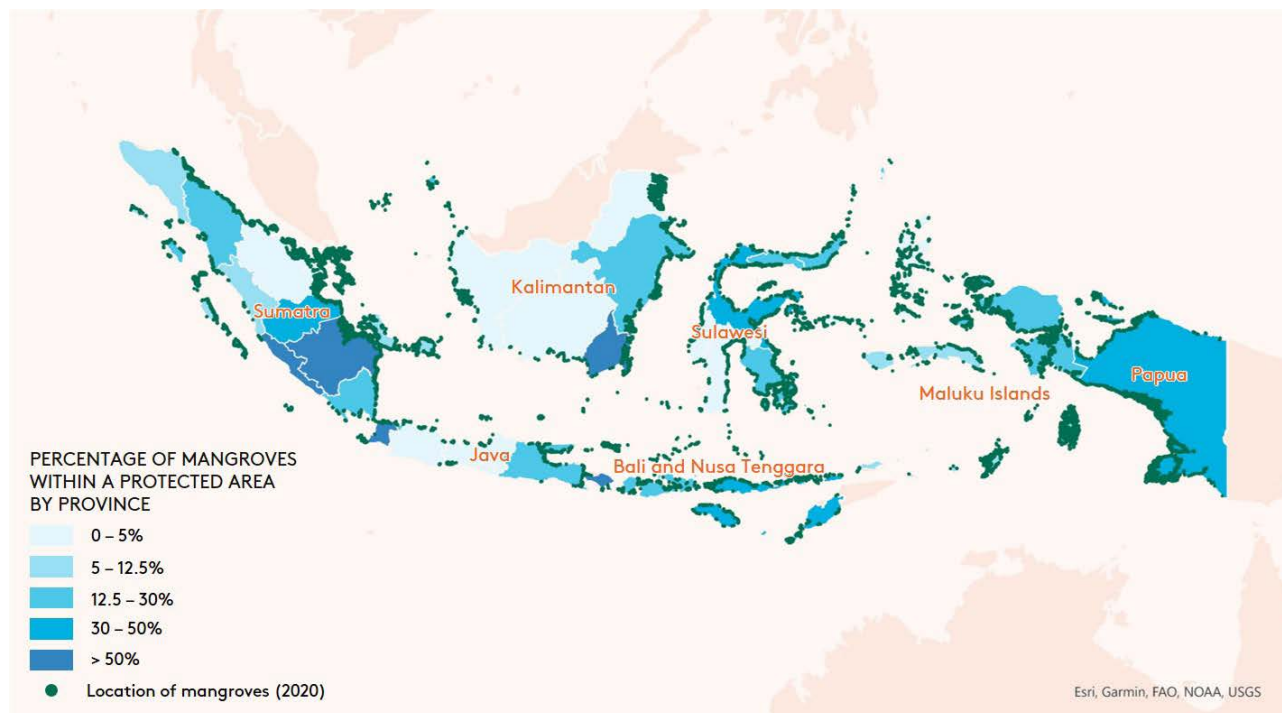 Kalimantan
Sumatra
Sulawesi
Papua
Maluku Islands
Java
Bali and Nusa Tenggara
PERCENTAGE OF MANGROVES
WITHIN A PROTECTED AREA
BY PROVINCE
0 – 5%
5 – 12.5%
12.5 – 30%
30 – 50%
> 50%
Location of mangroves (2020)
Esri, Garmin, FAO, NOAA, USGS